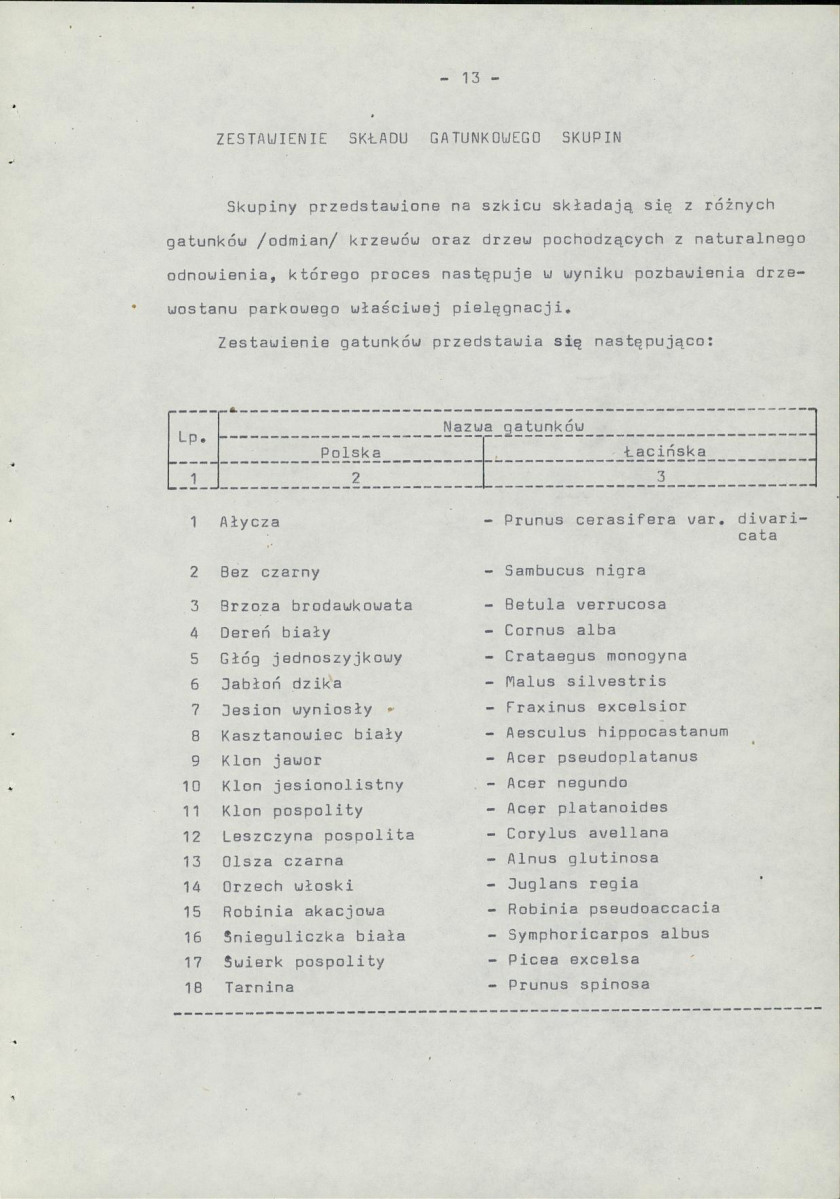 - 13 -
ZESTAWIENIE SKŁADU GATUNKOWEGO SKUPIN
Skupiny przedstawione na szkicu składają się z różnych
gatunków /odmian/ krzewów oraz drzew pochodzących z naturalnego
odnowienia, którego proces następuje w wyniku pozbawienia drze-
wostanu parkowego właściwej pielęgnacji.
Zestawienie gatunków przedstawia się następująco:
Lp. Nazwa gatunków
Polska Łacińska
1 2 3
1 Ałycza - Prunus cerasifera var. divari-
cata
2 Bez czarny - Sambucus nigra
3 Brzoza brodawkowata - Betula verrucosa
4 Dereń biały - Cornus alba
5 Głóg jednoszyjkowy - Crataegus monogyna
6 Jabłoń dzika - Malus silvestris
7 Jesion wyniosły - Fraxinus excelsior
8 Kasztanowiec biały - Aesculus hippocastanum
9 Klon jawor - Acer pseudoplatanus
10 Klon jesionolistny - Acer negundo
11 Klon pospolity - Acer platanoides
12 Leszczyna pospolita - Corylus avellana
13 Olsza czarna - Alnus glutinosa
14 Orzech włoski - Juglans regia
15 Robinia akacjowa - Robinia pseudoaccacia
16 Śnieguliczka biała - Symphoricarpos albus
17 Świerk pospolity - Picea excelsa
18 Tarnina - Prunus spinosa